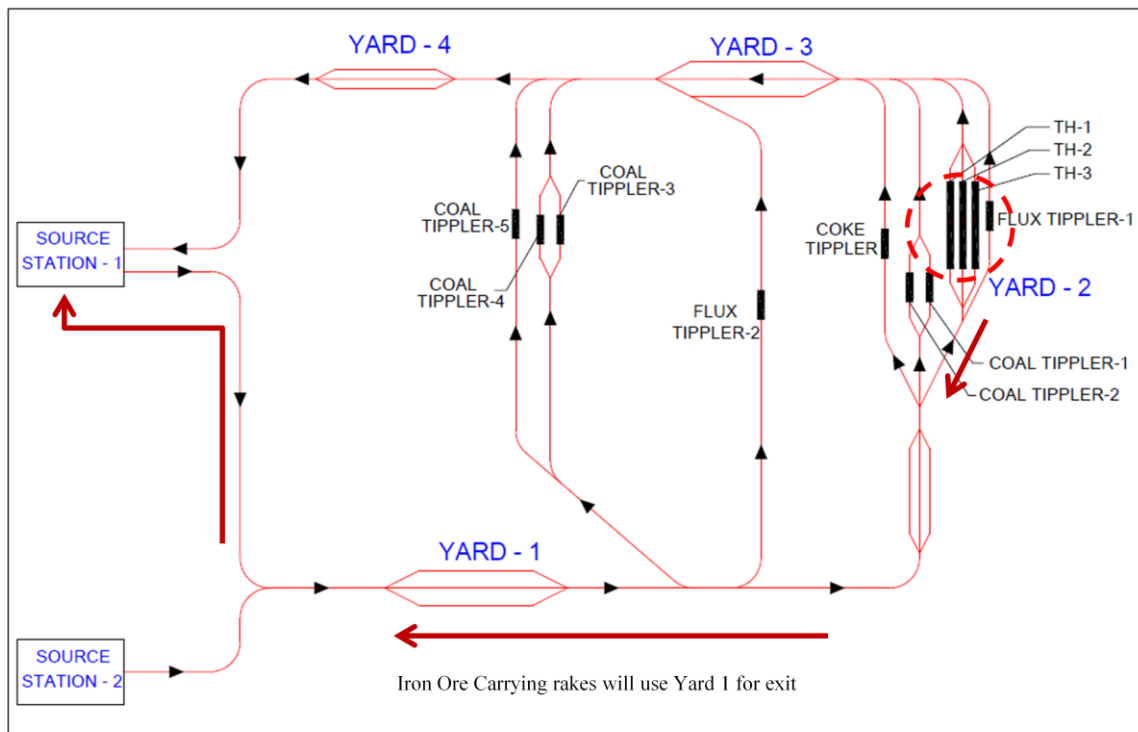 YARD - 4
YARD - 3
TH-1
TH-2
TH-3
COAL
TIPPLER-3
COAL
TIPPLER-5
COKE
TIPPLER
FLUX TIPPLER-1
SOURCE
STATION - 1
COAL
TIPPLER-4
YARD - 2
FLUX
TIPPLER-2
COAL TIPPLER-1
COAL TIPPLER-2
YARD - 1
SOURCE
STATION - 2
Iron Ore Carrying rakes will use Yard 1 for exit